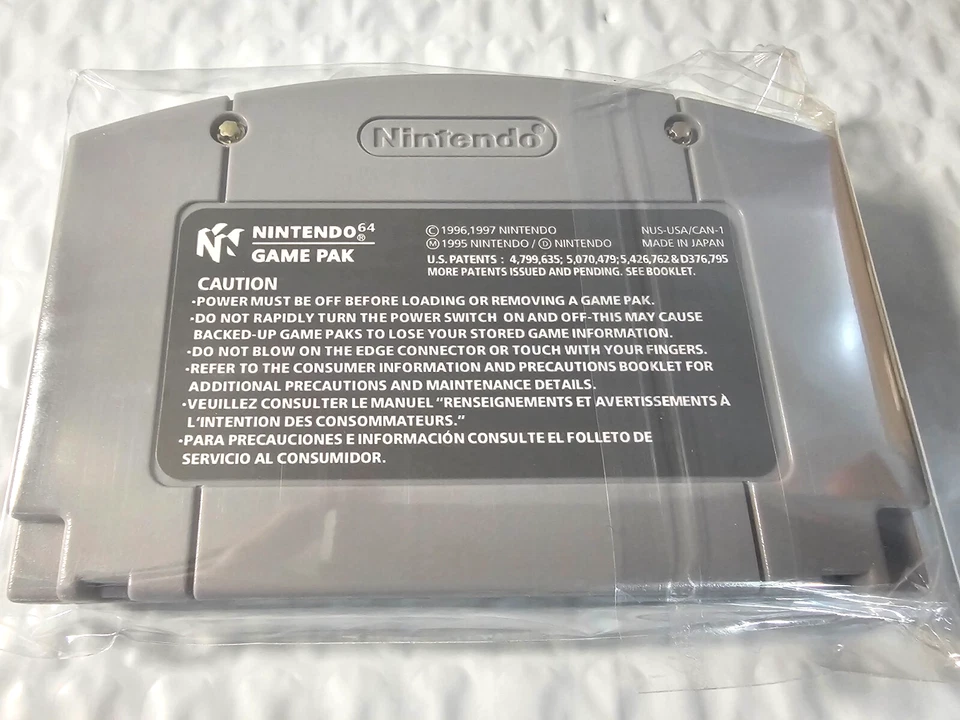 Nintendo®
NINTENDO64®
GAME PAK
©1996,1997 NINTENDO
Ⓜ 1995 NINTENDO / Ⓓ NINTENDO
NUS-USA/CAN-1
MADE IN JAPAN
U.S. PATENTS : 4,799,635; 5,070,479; 5,426,762 & D376,795
MORE PATENTS ISSUED AND PENDING. SEE BOOKLET.
CAUTION
•POWER MUST BE OFF BEFORE LOADING OR REMOVING A GAME PAK.
•DO NOT RAPIDLY TURN THE POWER SWITCH ON AND OFF-THIS MAY CAUSE
BACKED-UP GAME PAKS TO LOSE YOUR STORED GAME INFORMATION.
•DO NOT BLOW ON THE EDGE CONNECTOR OR TOUCH WITH YOUR FINGERS.
•REFER TO THE CONSUMER INFORMATION AND PRECAUTIONS BOOKLET FOR
ADDITIONAL PRECAUTIONS AND MAINTENANCE DETAILS.
•VEUILLEZ CONSULTER LE MANUEL "RENSEIGNEMENTS ET AVERTISSEMENTS À
L'INTENTION DES CONSOMMATEURS."
•PARA PRECAUCIONES E INFORMACIÓN CONSULTE EL FOLLETO DE
SERVICIO AL CONSUMIDOR.